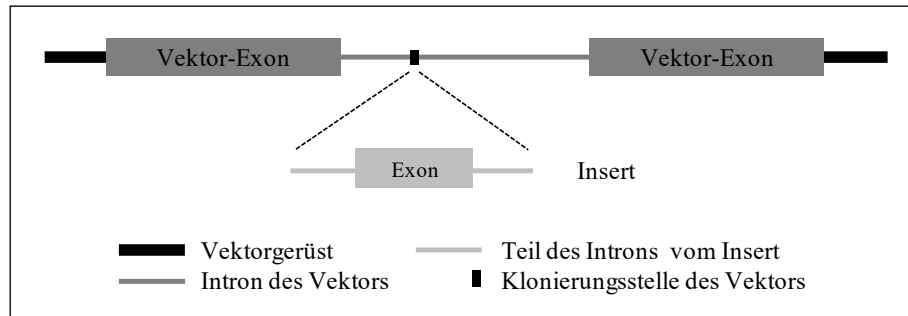 Vektor-Exon Vektor-Exon
Exon Insert
Vektorgerüst Teil des Introns vom Insert
Intron des Vektors Klonierungsstelle des Vektors